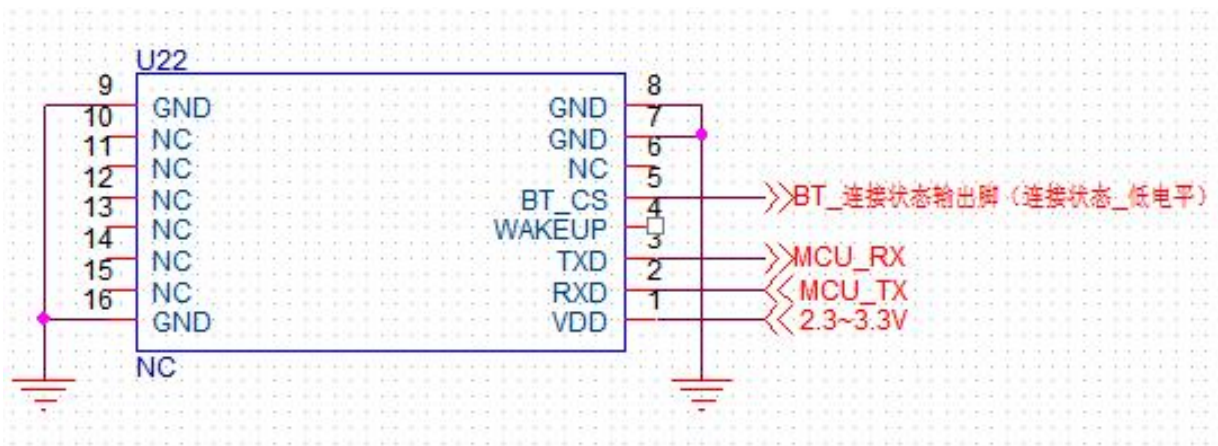 U22
9 GND GND 8
10 NC GND 7
11 NC NC 6
12 NC BT_CS 5 BT_连接状态输出脚（连接状态_低电平）
13 NC WAKEUP 4
14 NC TXD 3 MCU_RX
15 NC RXD 2 MCU_TX
16 GND VDD 1 2.3~3.3V
NC